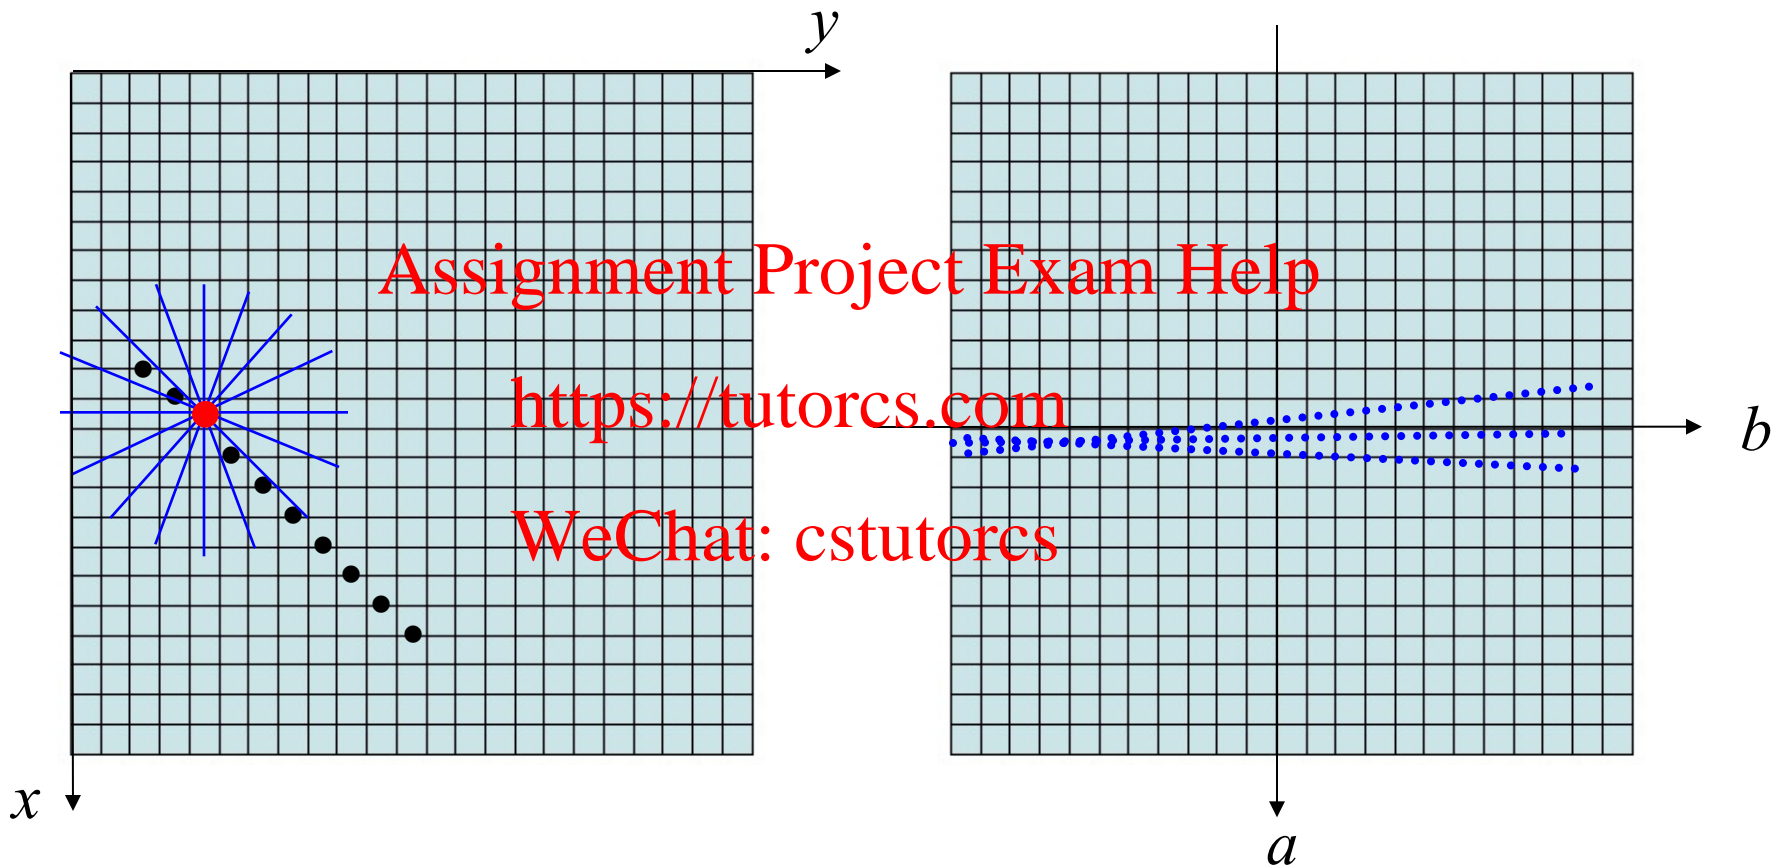 y
Assignment Project Exam Help
https://tutorcs.com
b
WeChat: cstutorcs
x
a